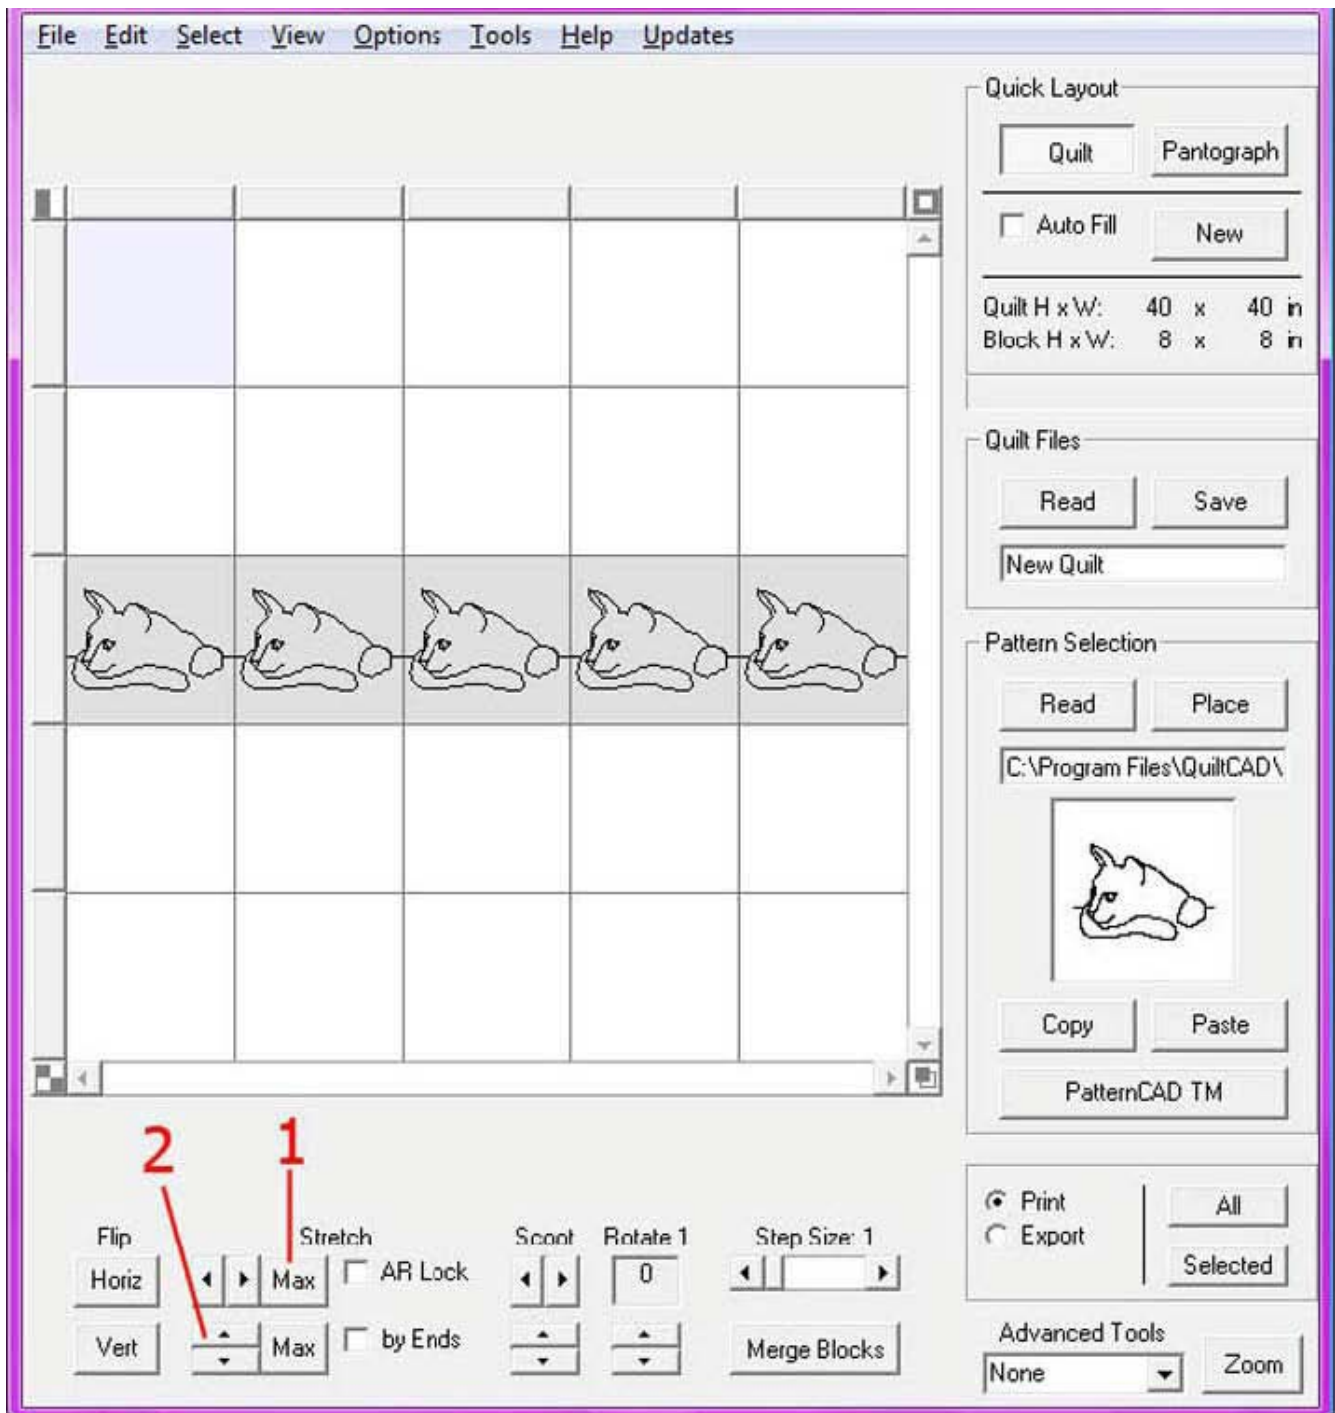 File Edit Select View Options Tools Help Updates
Quick Layout
Quilt Pantograph
Auto Fill New
Quilt H x W: 40 x 40 in
Block H x W: 8 x 8 in
Quilt Files
Read Save
New Quilt
Pattern Selection
Read Place
C:\Program Files\QuiltCAD\
Copy Paste
PatternCAD TM
2 1
Print All
Export Selected
Flip Stretch Scoot Rotate 1 Step Size: 1
Horiz Max AR Lock 0
Vert Max by Ends Merge Blocks
Advanced Tools
None Zoom